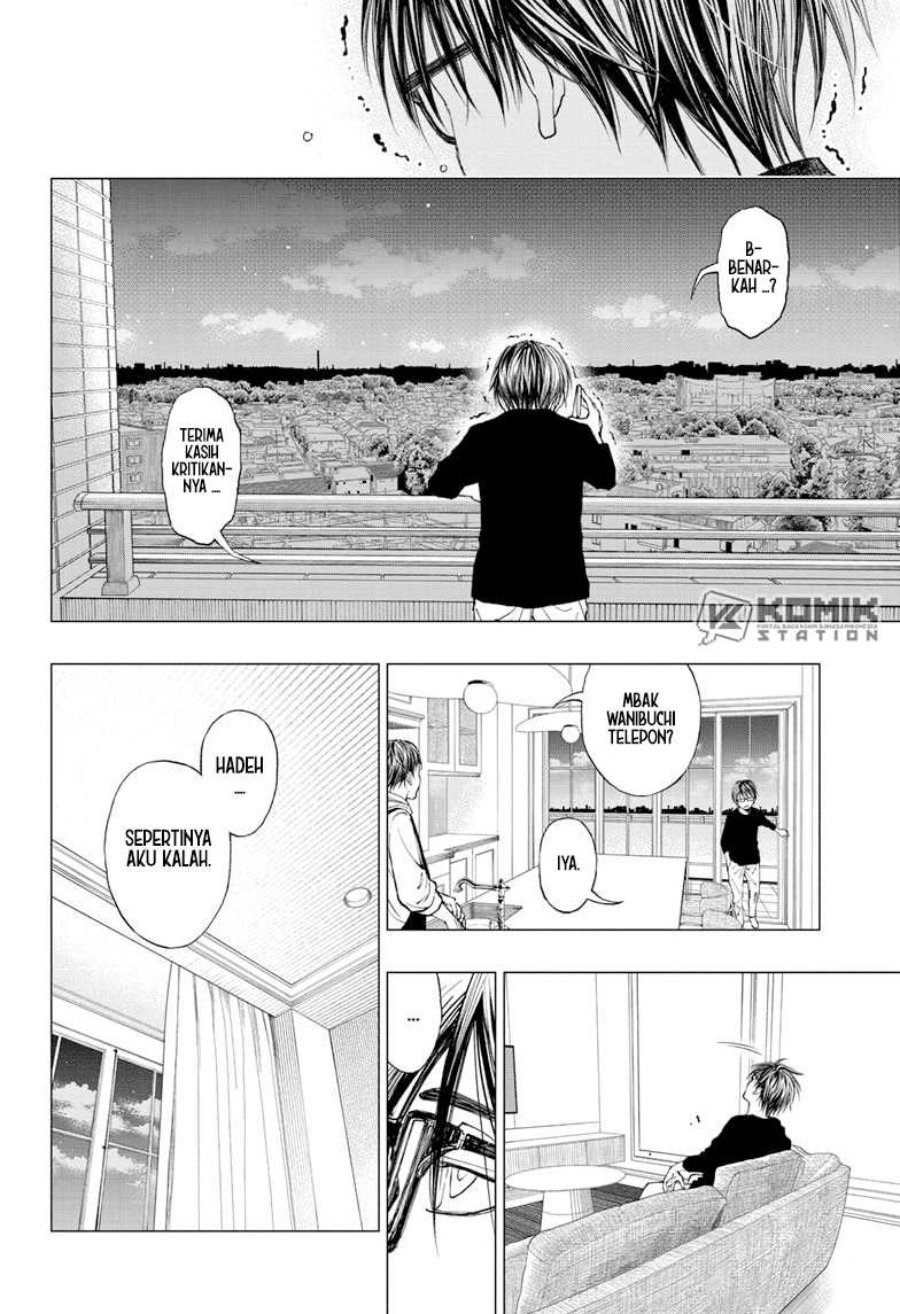 B-
BENAR-
KAH ...?
TERIMA
KASIH
KRITIKAN-
NYA ....
KOMIK
STATION
MBAK
WANIBUCHI
TELEPON?
IYA.
...
HADEH
....
SEPERTINYA
AKU KALAH.